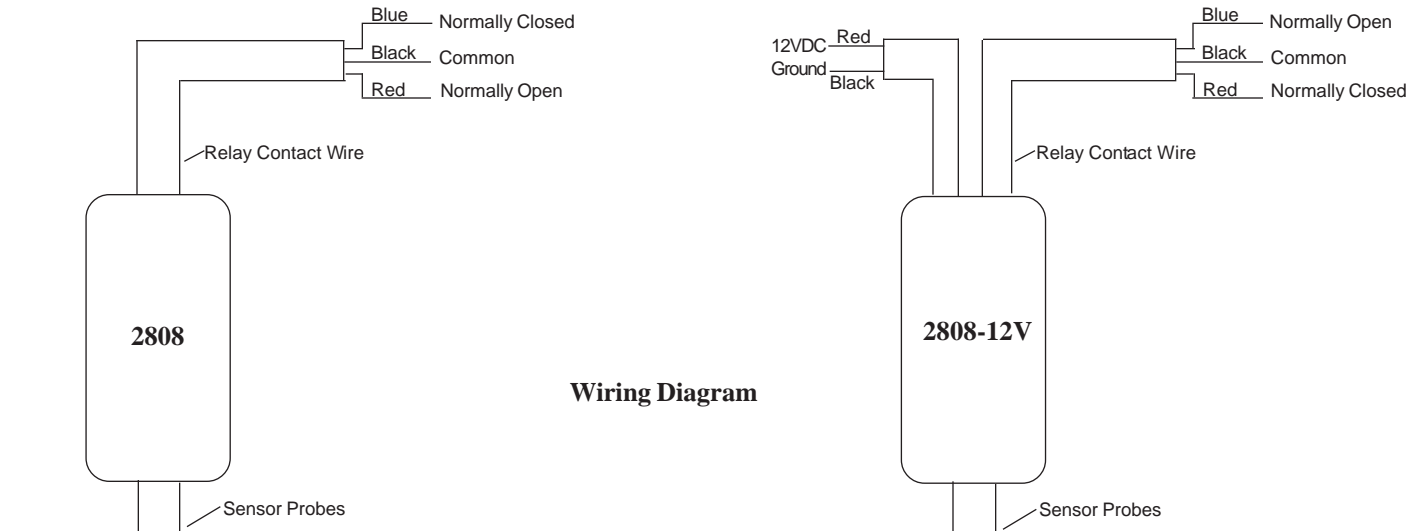 Blue
Normally Closed
Black
Common
Red
Normally Open
Relay Contact Wire
2808
Sensor Probes
Wiring Diagram
12VDC
Red
Ground
Black
Blue
Normally Open
Black
Common
Red
Normally Closed
Relay Contact Wire
2808-12V
Sensor Probes